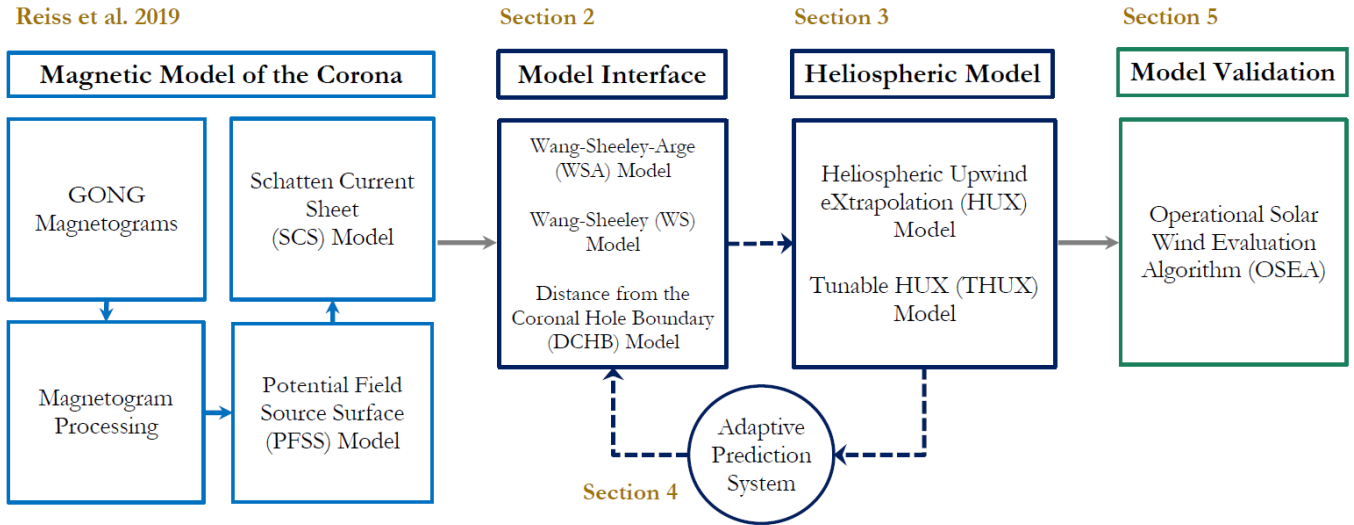 Reiss et al. 2019
Section 2
Section 3
Section 5
Magnetic Model of the Corona
Model Interface
Heliospheric Model
Model Validation
GONG
Magnetograms
Schatten Current
Sheet
(SCS) Model
Magnetogram
Processing
Potential Field
Source Surface
(PFSS) Model
Wang-Sheeley-Arge
(WSA) Model
Wang-Sheeley (WS)
Model
Distance from the
Coronal Hole Boundary
(DCHB) Model
Heliospheric Upwind
eXtrapolation (HUX)
Model
Tunable HUX (THUX)
Model
Operational Solar
Wind Evaluation
Algorithm (OSEA)
Adaptive
Prediction
System
Section 4